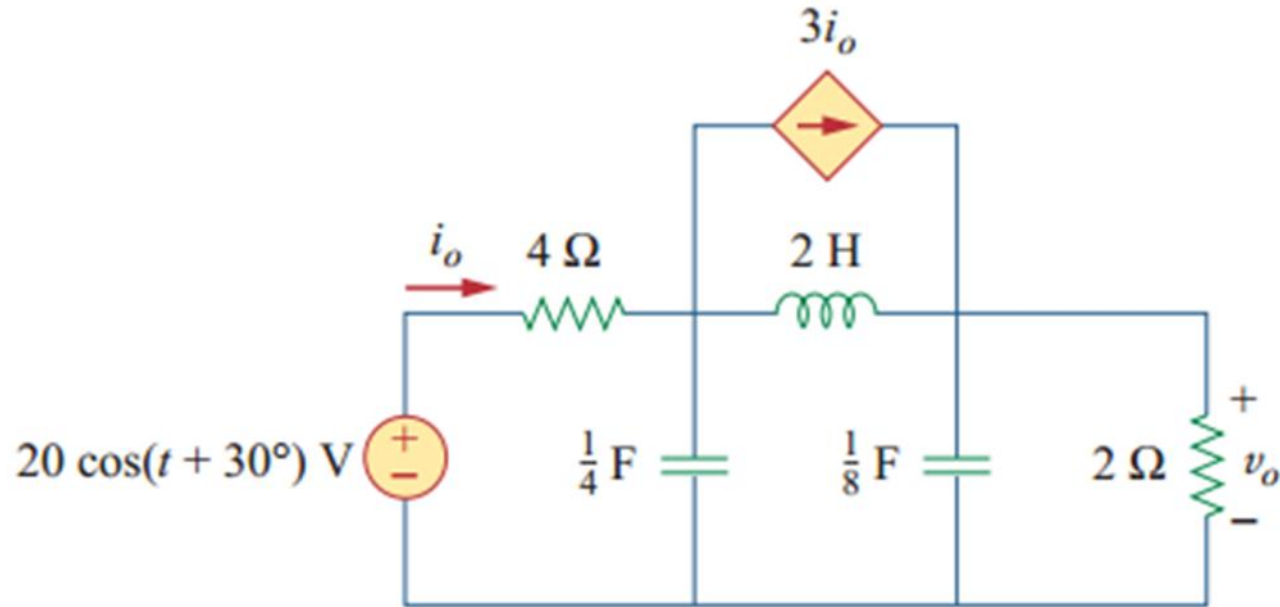 3i_o
i_o 4 Ω 2 H
+
20 cos(t + 30°) V + − 1/4 F 1/8 F 2 Ω v_o
−